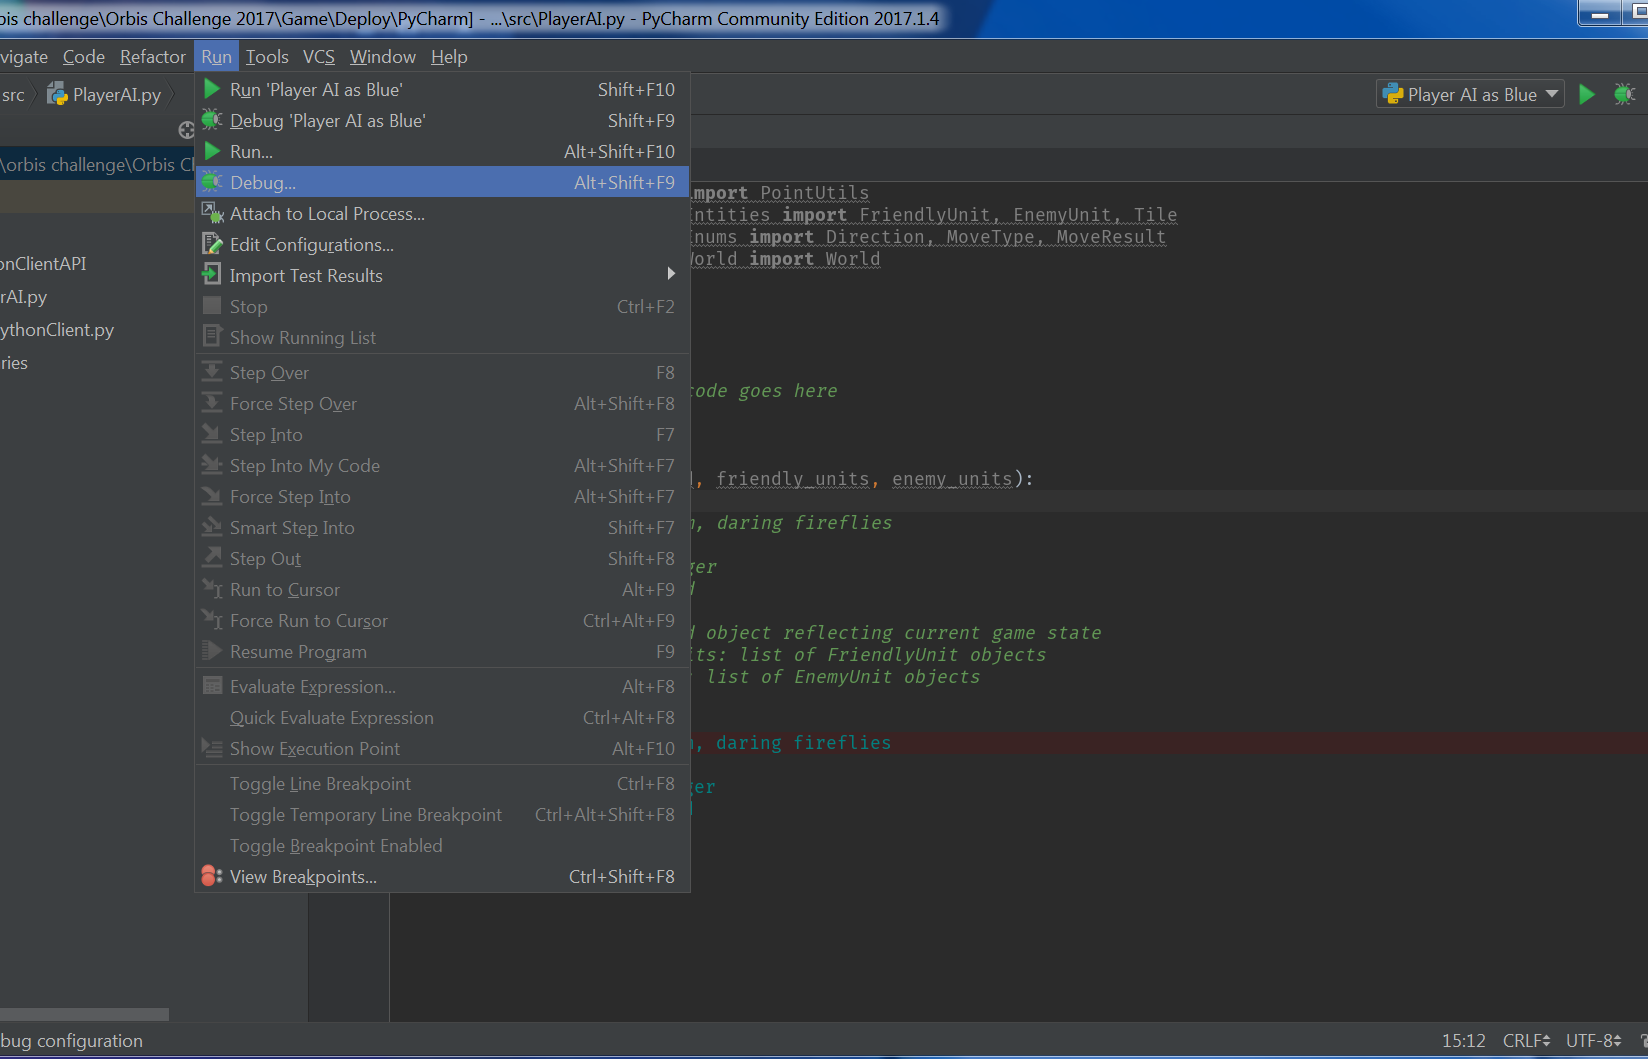 bis challenge\Orbis Challenge 2017\Game\Deploy\PyCharm] - ...\src\PlayerAI.py - PyCharm Community Edition 2017.1.4
vigate Code Refactor Run Tools VCS Window Help
src PlayerAI.py
Player AI as Blue
\orbis challenge\Orbis Cl
onClientAPI
rAI.py
ythonClient.py
ries
Run 'Player AI as Blue' Shift+F10
Debug 'Player AI as Blue' Shift+F9
Run... Alt+Shift+F10
Debug... Alt+Shift+F9
Attach to Local Process...
Edit Configurations...
Import Test Results
Stop Ctrl+F2
Show Running List
Step Over F8
Force Step Over Alt+Shift+F8
Step Into F7
Step Into My Code Alt+Shift+F7
Force Step Into Alt+Shift+F7
Smart Step Into Shift+F7
Step Out Shift+F8
Run to Cursor Alt+F9
Force Run to Cursor Ctrl+Alt+F9
Resume Program F9
Evaluate Expression... Alt+F8
Quick Evaluate Expression Ctrl+Alt+F8
Show Execution Point Alt+F10
Toggle Line Breakpoint Ctrl+F8
Toggle Temporary Line Breakpoint Ctrl+Alt+Shift+F8
Toggle Breakpoint Enabled
View Breakpoints... Ctrl+Shift+F8
mport PointUtils
ntities import FriendlyUnit, EnemyUnit, Tile
nums import Direction, MoveType, MoveResult
World import World
code goes here
, friendly_units, enemy_units):
, daring fireflies
ger
d object reflecting current game state
its: list of FriendlyUnit objects
: list of EnemyUnit objects
, daring fireflies
ger
bug configuration
15:12 CRLF UTF-8